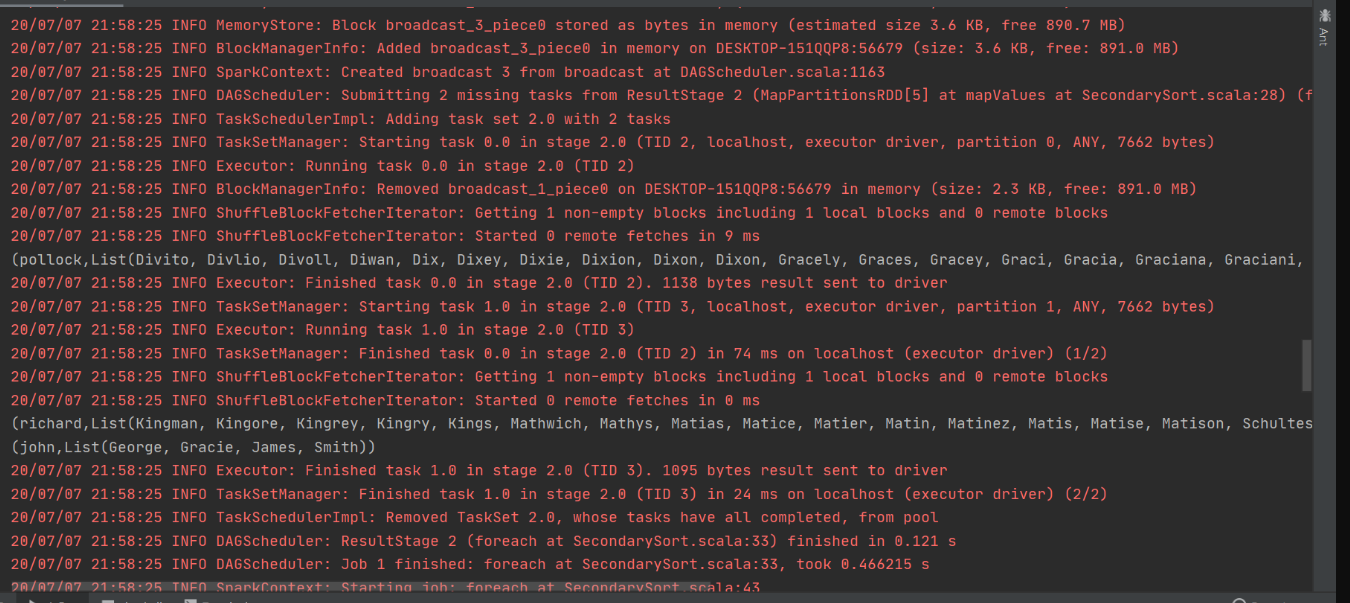 20/07/07 21:58:25 INFO MemoryStore: Block broadcast_3_piece0 stored as bytes in memory (estimated size 3.6 KB, free 890.7 MB)
20/07/07 21:58:25 INFO BlockManagerInfo: Added broadcast_3_piece0 in memory on DESKTOP-151QQP8:56679 (size: 3.6 KB, free: 891.0 MB)
20/07/07 21:58:25 INFO SparkContext: Created broadcast 3 from broadcast at DAGScheduler.scala:1163
20/07/07 21:58:25 INFO DAGScheduler: Submitting 2 missing tasks from ResultStage 2 (MapPartitionsRDD[5] at mapValues at SecondarySort.scala:28) (f
20/07/07 21:58:25 INFO TaskSchedulerImpl: Adding task set 2.0 with 2 tasks
20/07/07 21:58:25 INFO TaskSetManager: Starting task 0.0 in stage 2.0 (TID 2, localhost, executor driver, partition 0, ANY, 7662 bytes)
20/07/07 21:58:25 INFO Executor: Running task 0.0 in stage 2.0 (TID 2)
20/07/07 21:58:25 INFO BlockManagerInfo: Removed broadcast_1_piece0 on DESKTOP-151QQP8:56679 in memory (size: 2.3 KB, free: 891.0 MB)
20/07/07 21:58:25 INFO ShuffleBlockFetcherIterator: Getting 1 non-empty blocks including 1 local blocks and 0 remote blocks
20/07/07 21:58:25 INFO ShuffleBlockFetcherIterator: Started 0 remote fetches in 9 ms
(pollock,List(Divito, Divlio, Divoll, Diwan, Dix, Dixey, Dixie, Dixion, Dixon, Dixon, Gracely, Graces, Gracey, Graci, Gracia, Graciana, Graciani,
20/07/07 21:58:25 INFO Executor: Finished task 0.0 in stage 2.0 (TID 2). 1138 bytes result sent to driver
20/07/07 21:58:25 INFO TaskSetManager: Starting task 1.0 in stage 2.0 (TID 3, localhost, executor driver, partition 1, ANY, 7662 bytes)
20/07/07 21:58:25 INFO Executor: Running task 1.0 in stage 2.0 (TID 3)
20/07/07 21:58:25 INFO TaskSetManager: Finished task 0.0 in stage 2.0 (TID 2) in 74 ms on localhost (executor driver) (1/2)
20/07/07 21:58:25 INFO ShuffleBlockFetcherIterator: Getting 1 non-empty blocks including 1 local blocks and 0 remote blocks
20/07/07 21:58:25 INFO ShuffleBlockFetcherIterator: Started 0 remote fetches in 0 ms
(richard,List(Kingman, Kingore, Kingrey, Kingry, Kings, Mathwich, Mathys, Matias, Matice, Matier, Matin, Matinez, Matis, Matise, Matison, Schultes
(john,List(George, Gracie, James, Smith))
20/07/07 21:58:25 INFO Executor: Finished task 1.0 in stage 2.0 (TID 3). 1095 bytes result sent to driver
20/07/07 21:58:25 INFO TaskSetManager: Finished task 1.0 in stage 2.0 (TID 3) in 24 ms on localhost (executor driver) (2/2)
20/07/07 21:58:25 INFO TaskSchedulerImpl: Removed TaskSet 2.0, whose tasks have all completed, from pool
20/07/07 21:58:25 INFO DAGScheduler: ResultStage 2 (foreach at SecondarySort.scala:33) finished in 0.121 s
20/07/07 21:58:25 INFO DAGScheduler: Job 1 finished: foreach at SecondarySort.scala:33, took 0.466215 s
20/07/07 21:58:25 INFO SparkContext: Starting job: foreach at SecondarySort.scala:43
Ant